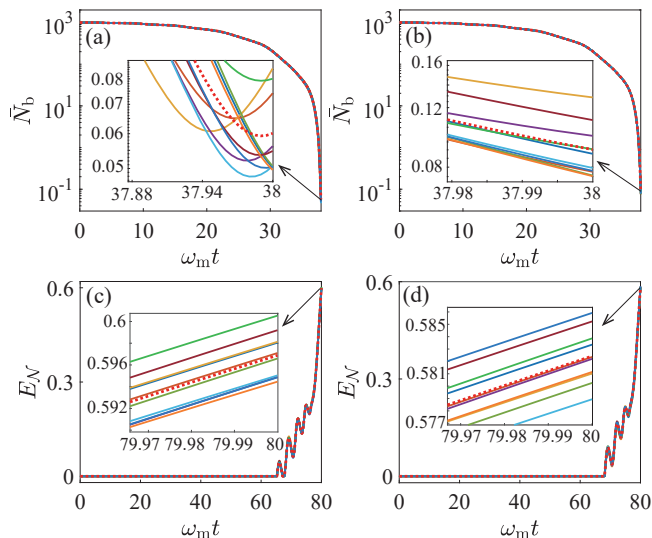 (a)
N̄_b
10^3
10^1
10^-1
0.08
0.07
0.06
0.05
37.88 37.94 38
0 10 20 30
ω_m t
(b)
N̄_b
10^3
10^1
10^-1
0.16
0.12
0.08
37.98 37.99 38
0 10 20 30
ω_m t
(c)
E_𝒩
0.6
0.3
0
0.6
0.596
0.592
79.97 79.98 79.99 80
0 20 40 60 80
ω_m t
(d)
E_𝒩
0.6
0.3
0
0.585
0.581
0.577
79.97 79.98 79.99 80
0 20 40 60 80
ω_m t